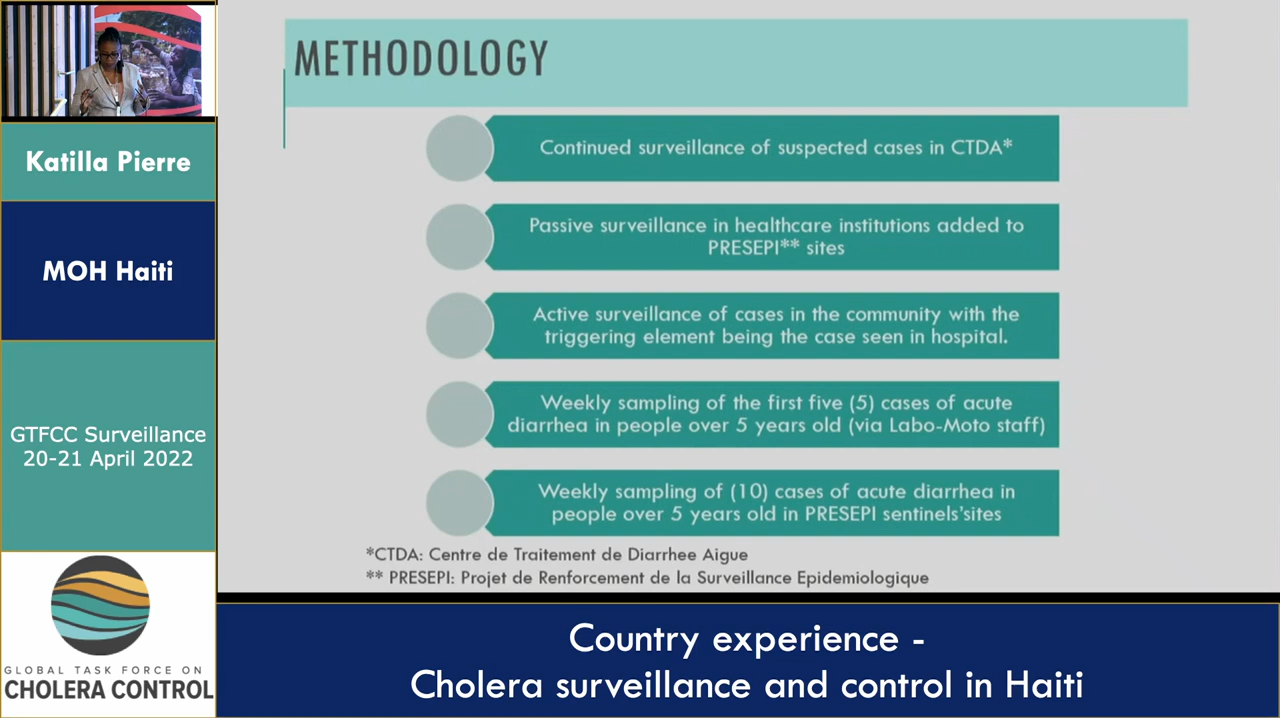 METHODOLOGY
Continued surveillance of suspected cases in CTDA*
Passive surveillance in healthcare institutions added to
PRESEPI** sites
Active surveillance of cases in the community with the
triggering element being the case seen in hospital.
Weekly sampling of the first five (5) cases of acute
diarrhea in people over 5 years old (via Labo-Moto staff)
Weekly sampling of (10) cases of acute diarrhea in
people over 5 years old in PRESEPI sentinels'sites
*CTDA: Centre de Traitement de Diarrhee Aigue
** PRESEPI: Projet de Renforcement de la Surveillance Epidemiologique
Katilla Pierre
MOH Haiti
GTFCC Surveillance
20-21 April 2022
GLOBAL TASK FORCE ON
CHOLERA CONTROL
Country experience -
Cholera surveillance and control in Haiti